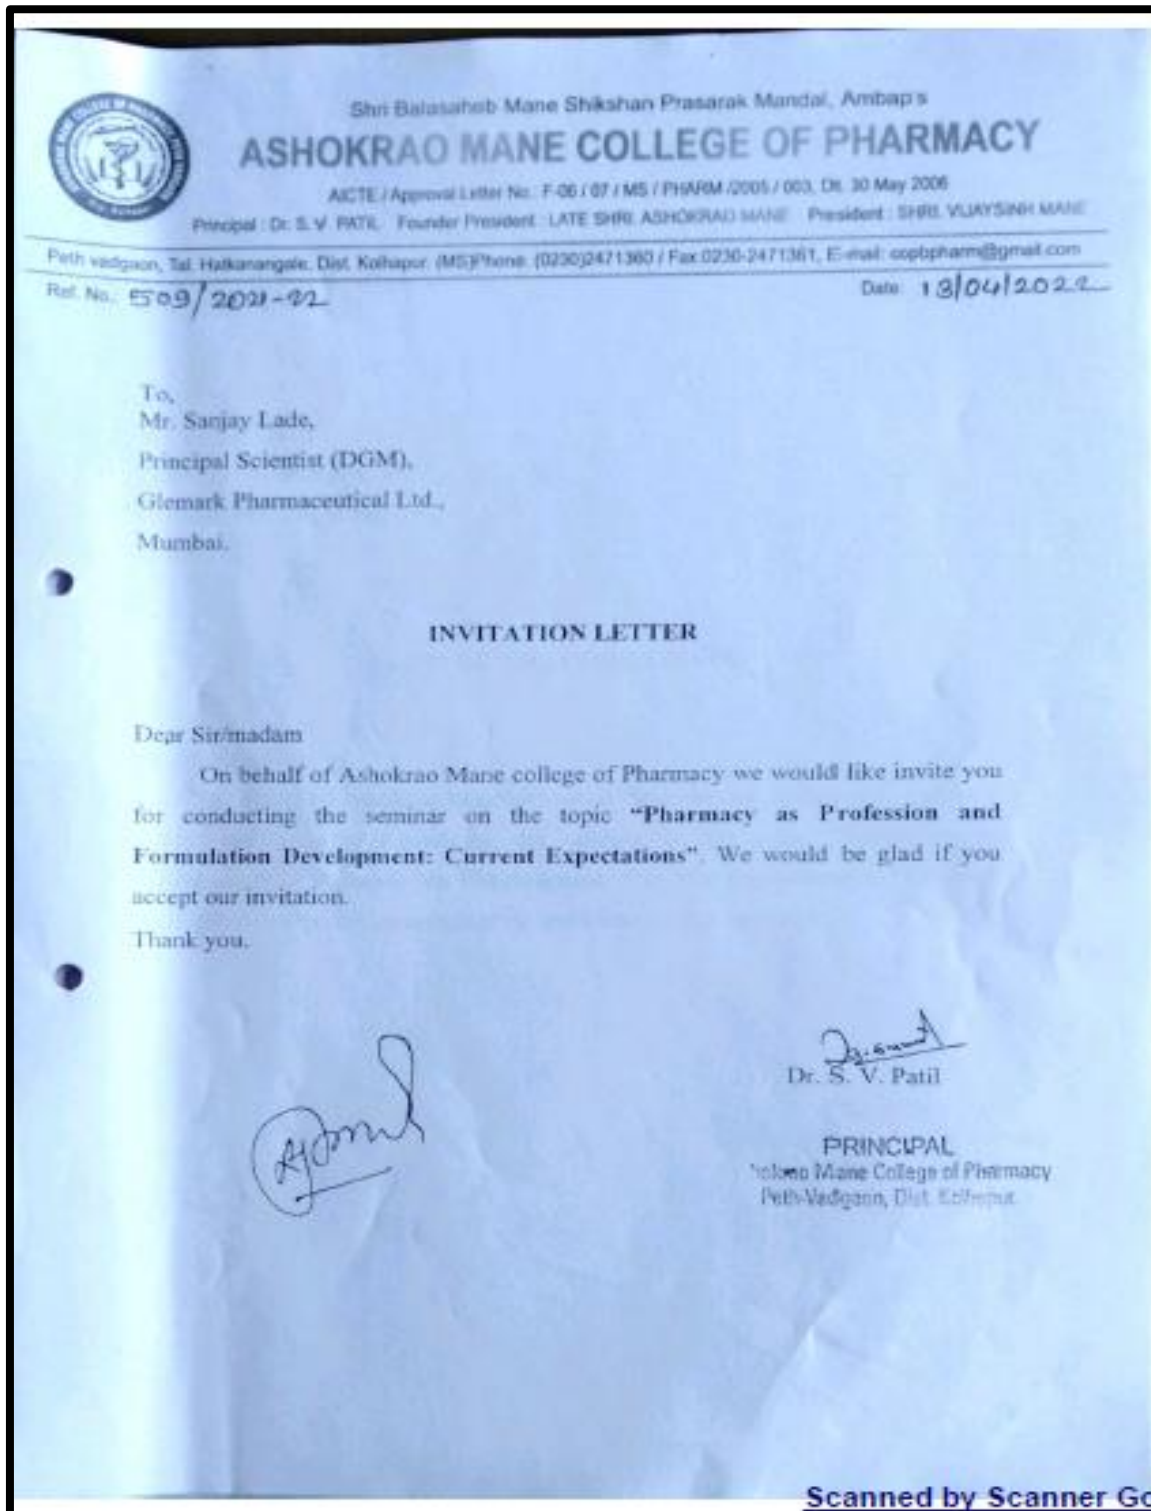 Shri Balasaheb Mane Shikshan Prasarak Mandal, Ambap's
ASHOKRAO MANE COLLEGE OF PHARMACY
AICTE / Approval Letter No.: F-06 / 07 / MS / PHARM /2005 / 003, Dt. 30 May 2006
Principal : Dr. S. V. PATIL Founder President : LATE SHRI. ASHOKRAO MANE President : SHRI. VIJAYSINH MANE
Peth vadgaon, Tal. Hatkanangale, Dist. Kolhapur. (MS)Phone: (0230)2471360 / Fax:0230-2471361, E-mail: copbpharm@gmail.com
Ref. No.: 509/2021-22 Date: 13/04/2022
To,
Mr. Sanjay Lade,
Principal Scientist (DGM),
Glemark Pharmaceutical Ltd.,
Mumbai.
INVITATION LETTER
Dear Sir/madam
On behalf of Ashokrao Mane college of Pharmacy we would like invite you
for conducting the seminar on the topic “Pharmacy as Profession and
Formulation Development: Current Expectations”. We would be glad if you
accept our invitation.
Thank you.
Dr. S. V. Patil
PRINCIPAL
Mane College of Pharmacy
Peth-Vadgaon, Dist. Kolhapur.
Scanned by Scanner Go